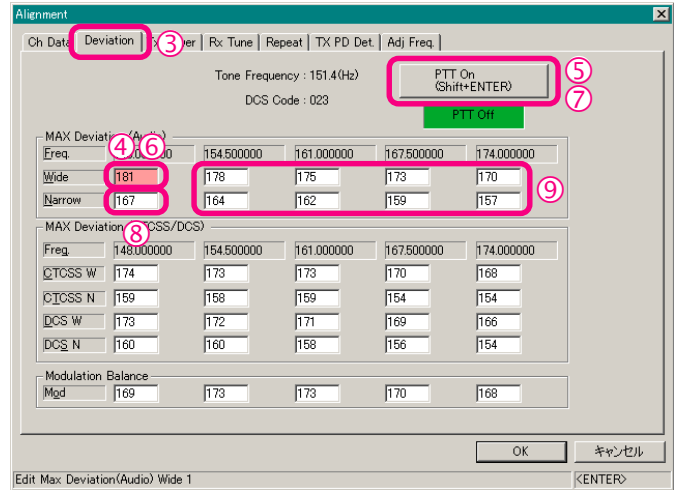 Alignment
Ch Data Deviation ③ er Rx Tune Repeat TX PD Det. Adj Freq.
Tone Frequency : 151.4(Hz)
PTT On
(Shift+ENTER)
⑤
⑦
DCS Code : 023
PTT Off
MAX Deviation (Audio)
④⑥
Freq. 154.500000 161.000000 167.500000 174.000000
Wide 181 178 175 173 170
⑨
Narrow 167 164 162 159 157
⑧
MAX Deviation CSS/DCS)
Freq. 148.000000 154.500000 161.000000 167.500000 174.000000
CTCSS W 174 173 173 170 168
CTCSS N 159 158 159 154 154
DCS W 173 172 171 169 166
DCS N 160 160 158 156 154
Modulation Balance
Mod 169 173 173 170 168
OK キャンセル
Edit Max Deviation(Audio) Wide 1 <ENTER>